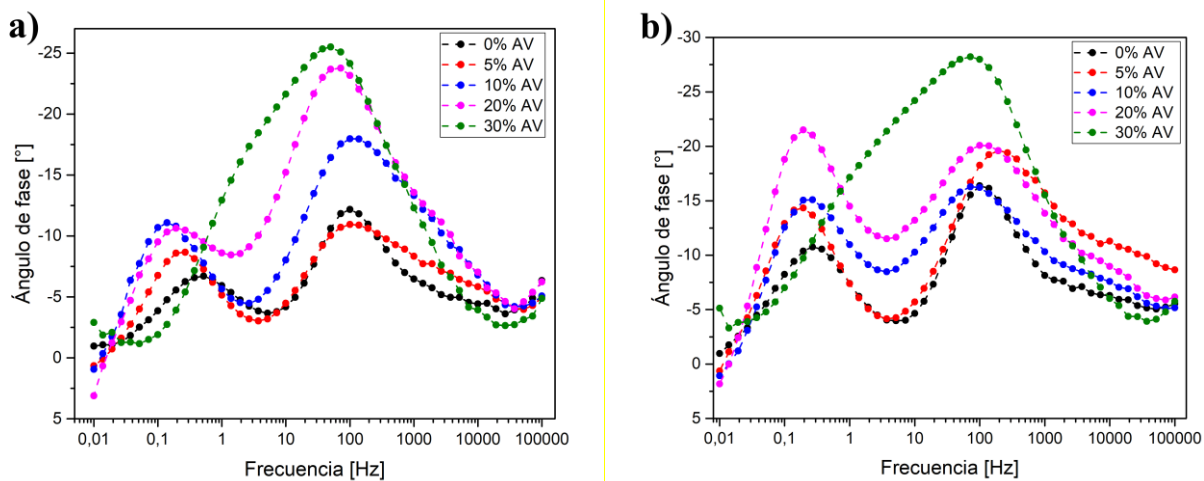 a)
-25
-20
-15
-10
-5
0
5
Ángulo de fase [°]
0,01
0,1
1
10
100
1000
10000
100000
Frecuencia [Hz]
0% AV
5% AV
10% AV
20% AV
30% AV
b)
-30
-25
-20
-15
-10
-5
0
5
Ángulo de fase [°]
0,01
0,1
1
10
100
1000
10000
100000
Frecuencia [Hz]
0% AV
5% AV
10% AV
20% AV
30% AV